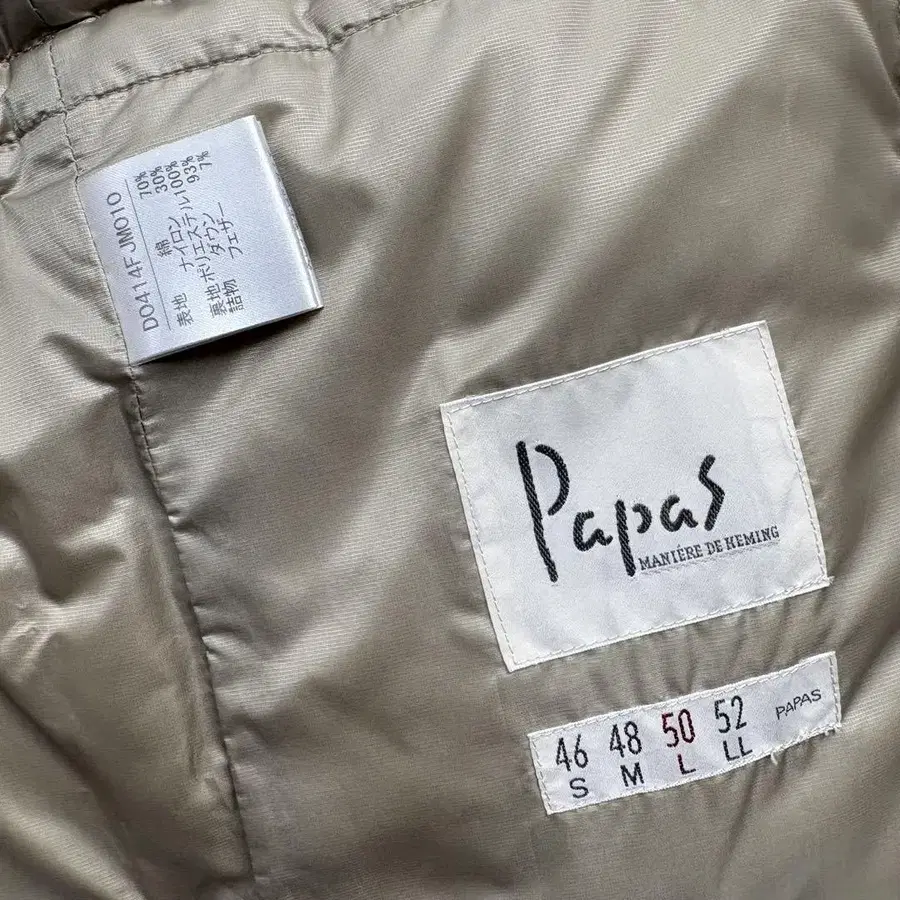 D0414F JM010
表地 綿 70%
ナイロン 30%
裏地 ポリエステル 100%
詰物 ダウン 93%
フェザー 7%
Papas
MANIÉRE DE HEMING
46 48 50 52 PAPAS
S M L LL